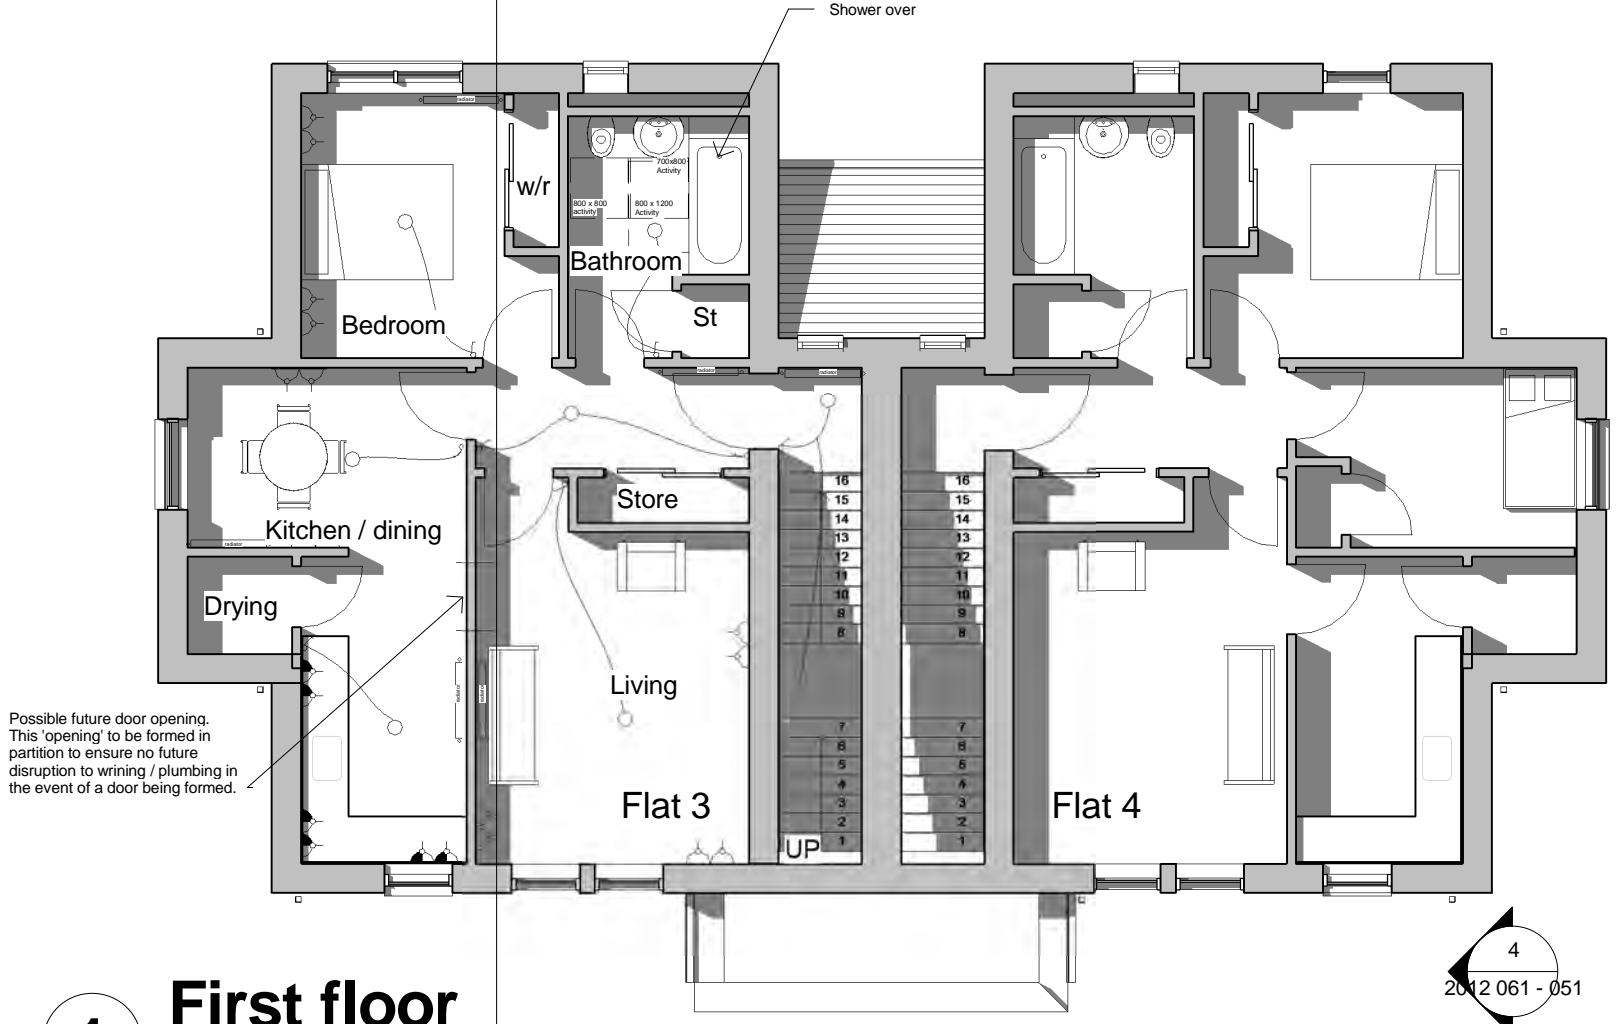 Shower over
radiator
w/r
700x800
Activity
800 x 800
activity
800 x 1200
Activity
Bathroom
St
Bedroom
radiator
radiator
Store
Kitchen / dining
radiator
Drying
Living
radiator
radiator
Possible future door opening.
This 'opening' to be formed in
partition to ensure no future
disruption to wrining / plumbing in
the event of a door being formed.
Flat 3
Flat 4
16
15
14
13
12
11
10
9
8
7
6
5
4
3
2
1
UP
16
15
14
13
12
11
10
9
8
7
6
5
4
3
2
1
4
2012 061 - 051
First floor